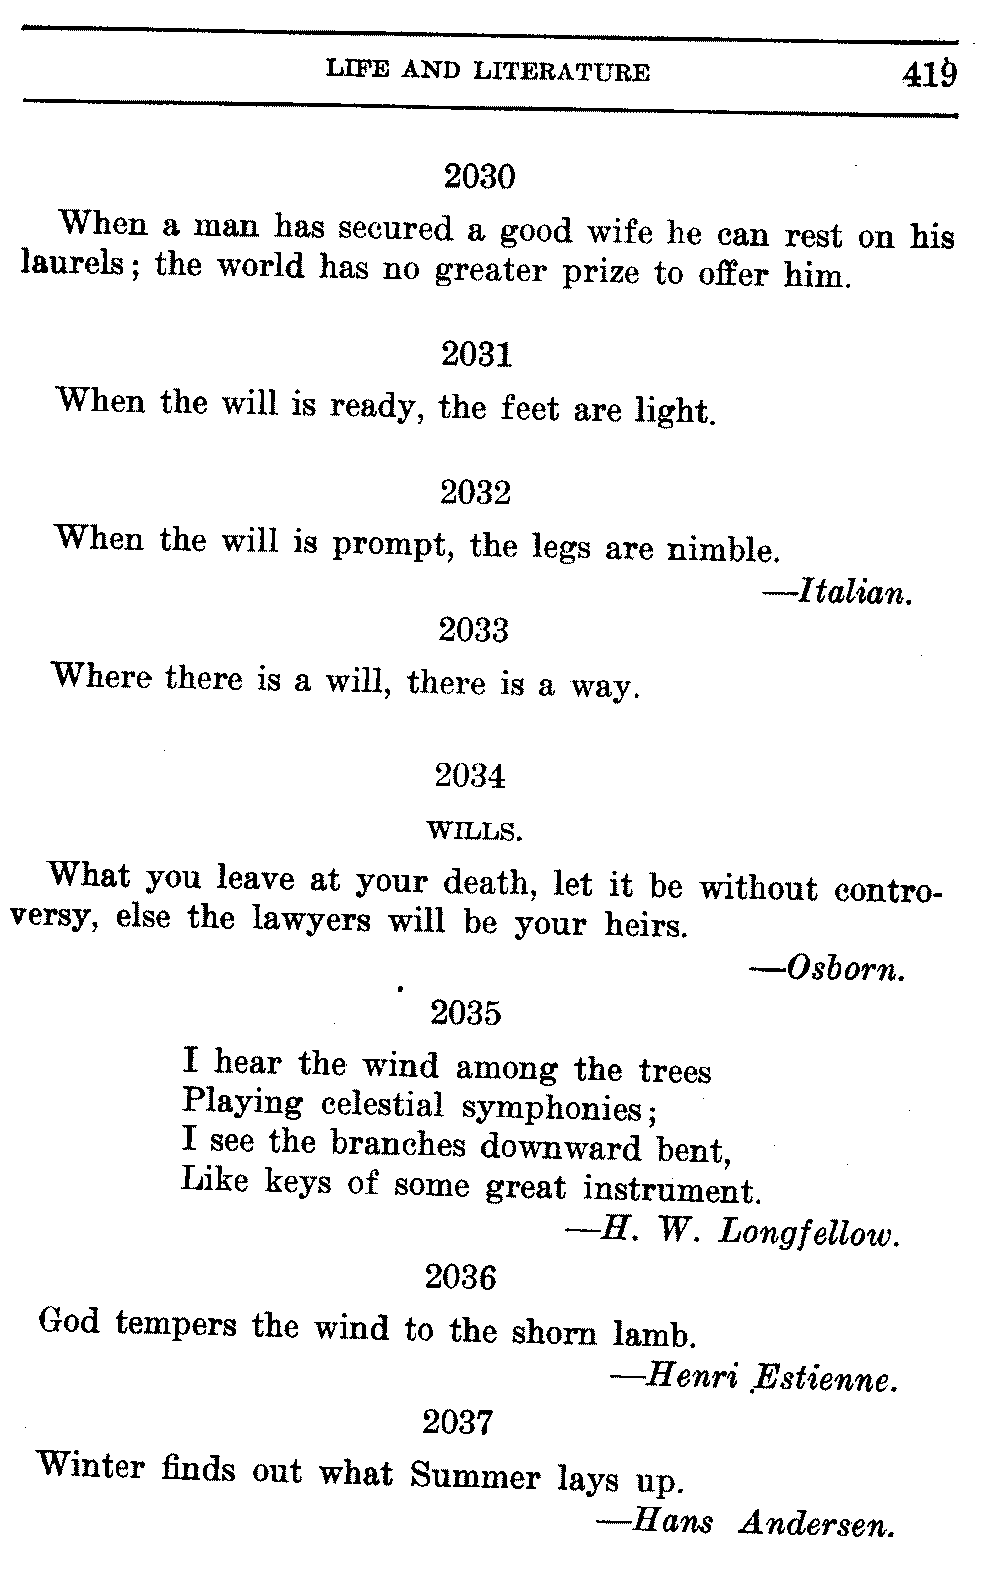 LIFE AND LITERATURE 419
2030
When a man has secured a good wife he can rest on his
laurels; the world has no greater prize to offer him.
2031
When the will is ready, the feet are light.
2032
When the will is prompt, the legs are nimble.
—Italian.
2033
Where there is a will, there is a way.
2034
WILLS.
What you leave at your death, let it be without contro-
versy, else the lawyers will be your heirs.
—Osborn.
2035
I hear the wind among the trees
Playing celestial symphonies;
I see the branches downward bent,
Like keys of some great instrument.
—H. W. Longfellow.
2036
God tempers the wind to the shorn lamb.
—Henri Estienne.
2037
Winter finds out what Summer lays up.
—Hans Andersen.